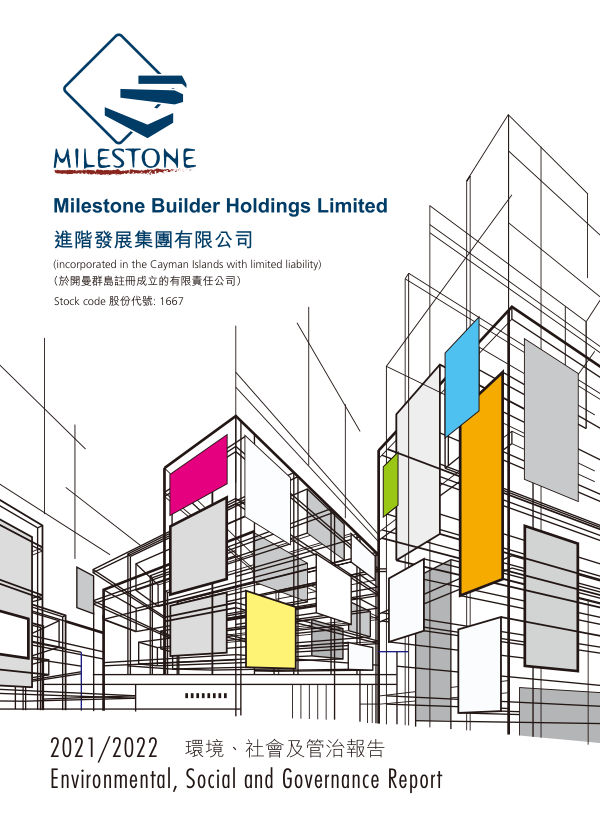 MILESTONE
Milestone Builder Holdings Limited
進階發展集團有限公司
(incorporated in the Cayman Islands with limited liability)
（於開曼群島註冊成立的有限責任公司）
Stock code 股份代號: 1667
2021/2022 環境、社會及管治報告
Environmental, Social and Governance Report